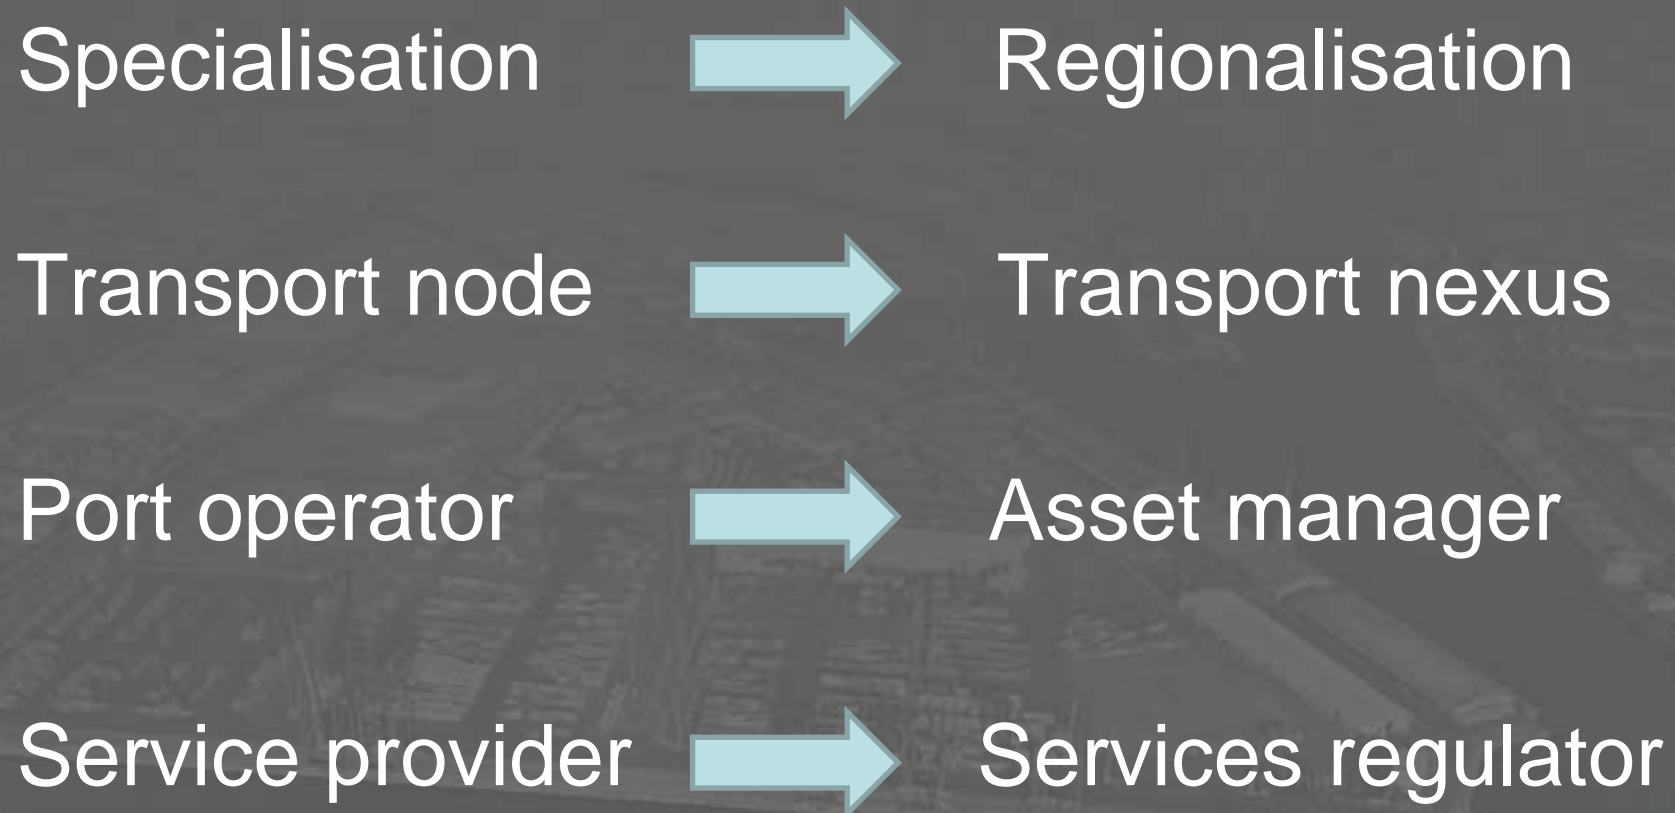 Specialisation Regionalisation
Transport node Transport nexus
Port operator Asset manager
Service provider Services regulator